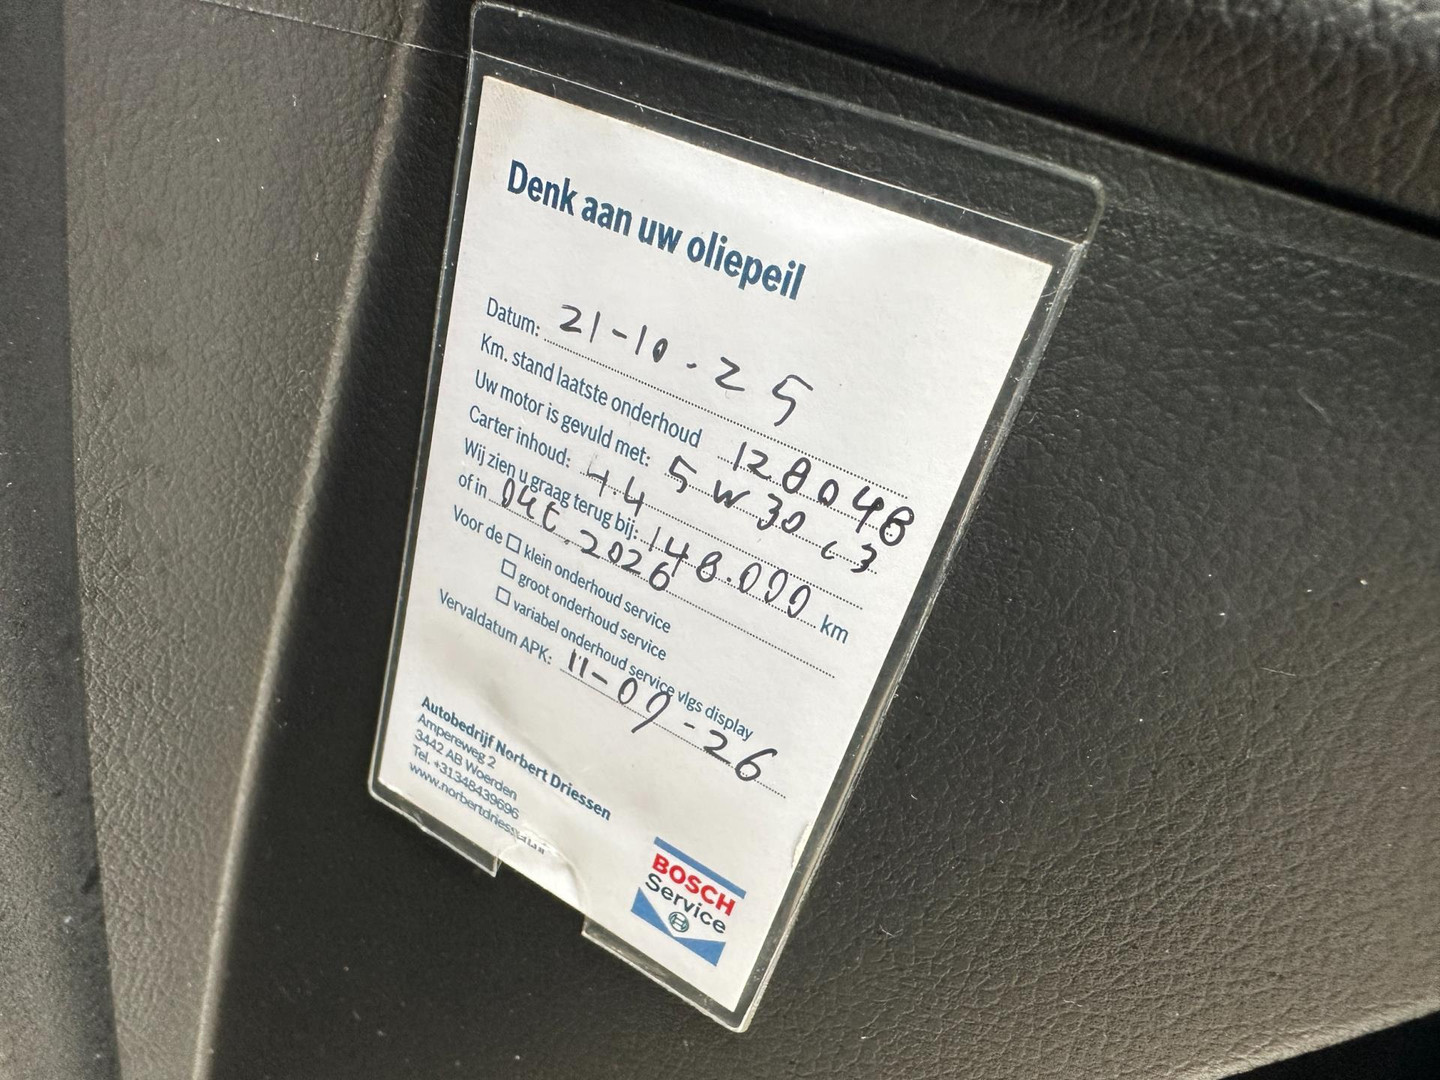 Denk aan uw oliepeil
Datum: 21-10-25
Km. stand laatste onderhoud 128048
Uw motor is gevuld met: 5W30 C3
Carter inhoud: 4.4
Wij zien u graag terug bij: 148.000 km
of in Okt. 2026
Voor de ☐ klein onderhoud service
☐ groot onderhoud service
☐ variabel onderhoud service vlgs display
Vervaldatum APK: 11-09-26
Autobedrijf Norbert Driessen
Ampereweg 2
3442 AB Woerden
Tel. +31348439696
BOSCH
Service